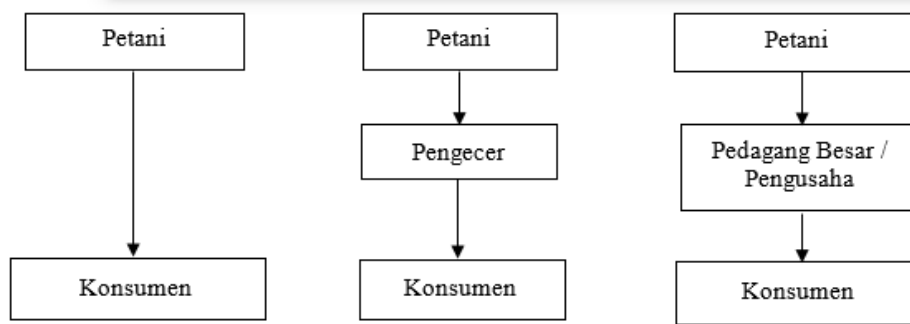 Petani
Petani
Petani
Pengecer
Pedagang Besar /
Pengusaha
Konsumen
Konsumen
Konsumen